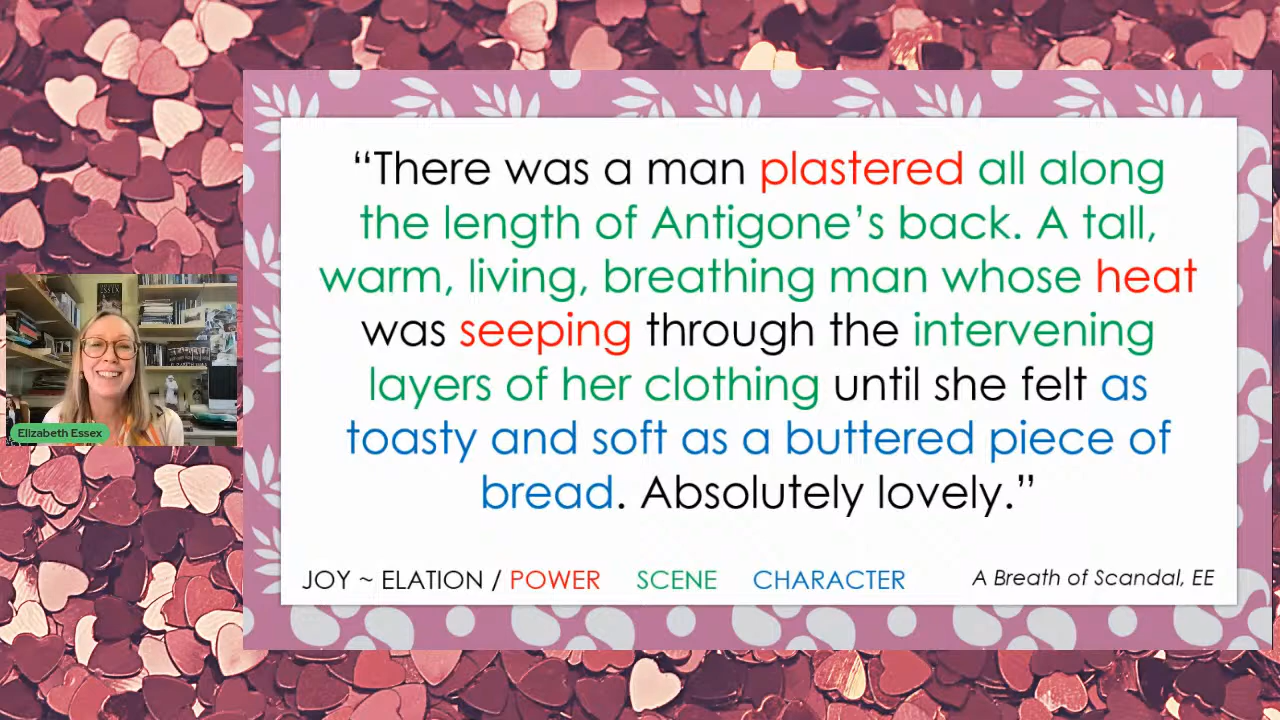 “There was a man plastered all along
the length of Antigone’s back. A tall,
warm, living, breathing man whose heat
was seeping through the intervening
layers of her clothing until she felt as
toasty and soft as a buttered piece of
bread. Absolutely lovely.”
JOY ~ ELATION / POWER SCENE CHARACTER
A Breath of Scandal, EE
Elizabeth Essex
ESSEX